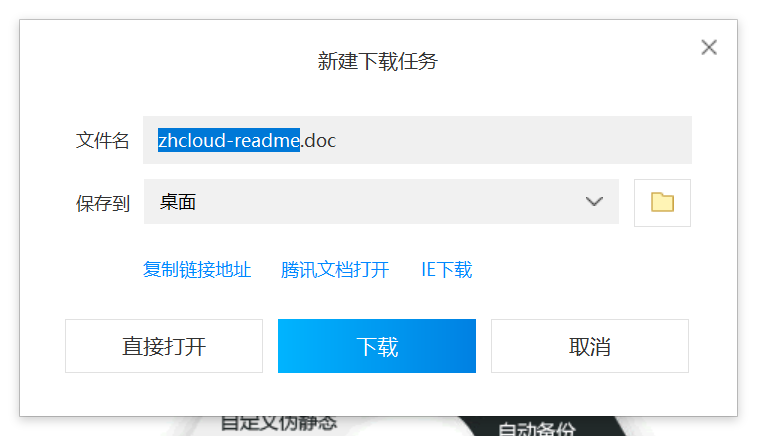 新建下载任务
文件名 zhcloud-readme.doc
保存到 桌面
复制链接地址 腾讯文档打开 IE下载
直接打开 下载 取消
自定义伪静态 自动备份